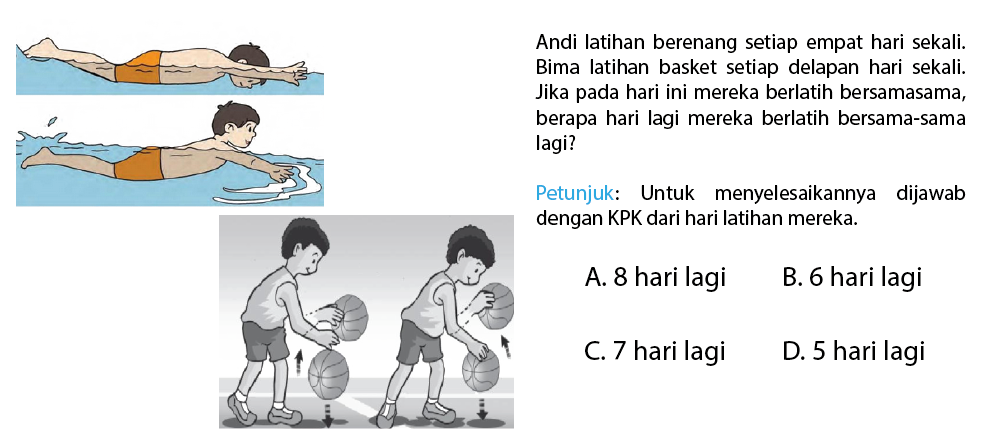 Andi latihan berenang setiap empat hari sekali.
Bima latihan basket setiap delapan hari sekali.
Jika pada hari ini mereka berlatih bersamasama,
berapa hari lagi mereka berlatih bersama-sama
lagi?
Petunjuk: Untuk menyelesaikannya dijawab
dengan KPK dari hari latihan mereka.
A. 8 hari lagi B. 6 hari lagi
C. 7 hari lagi D. 5 hari lagi